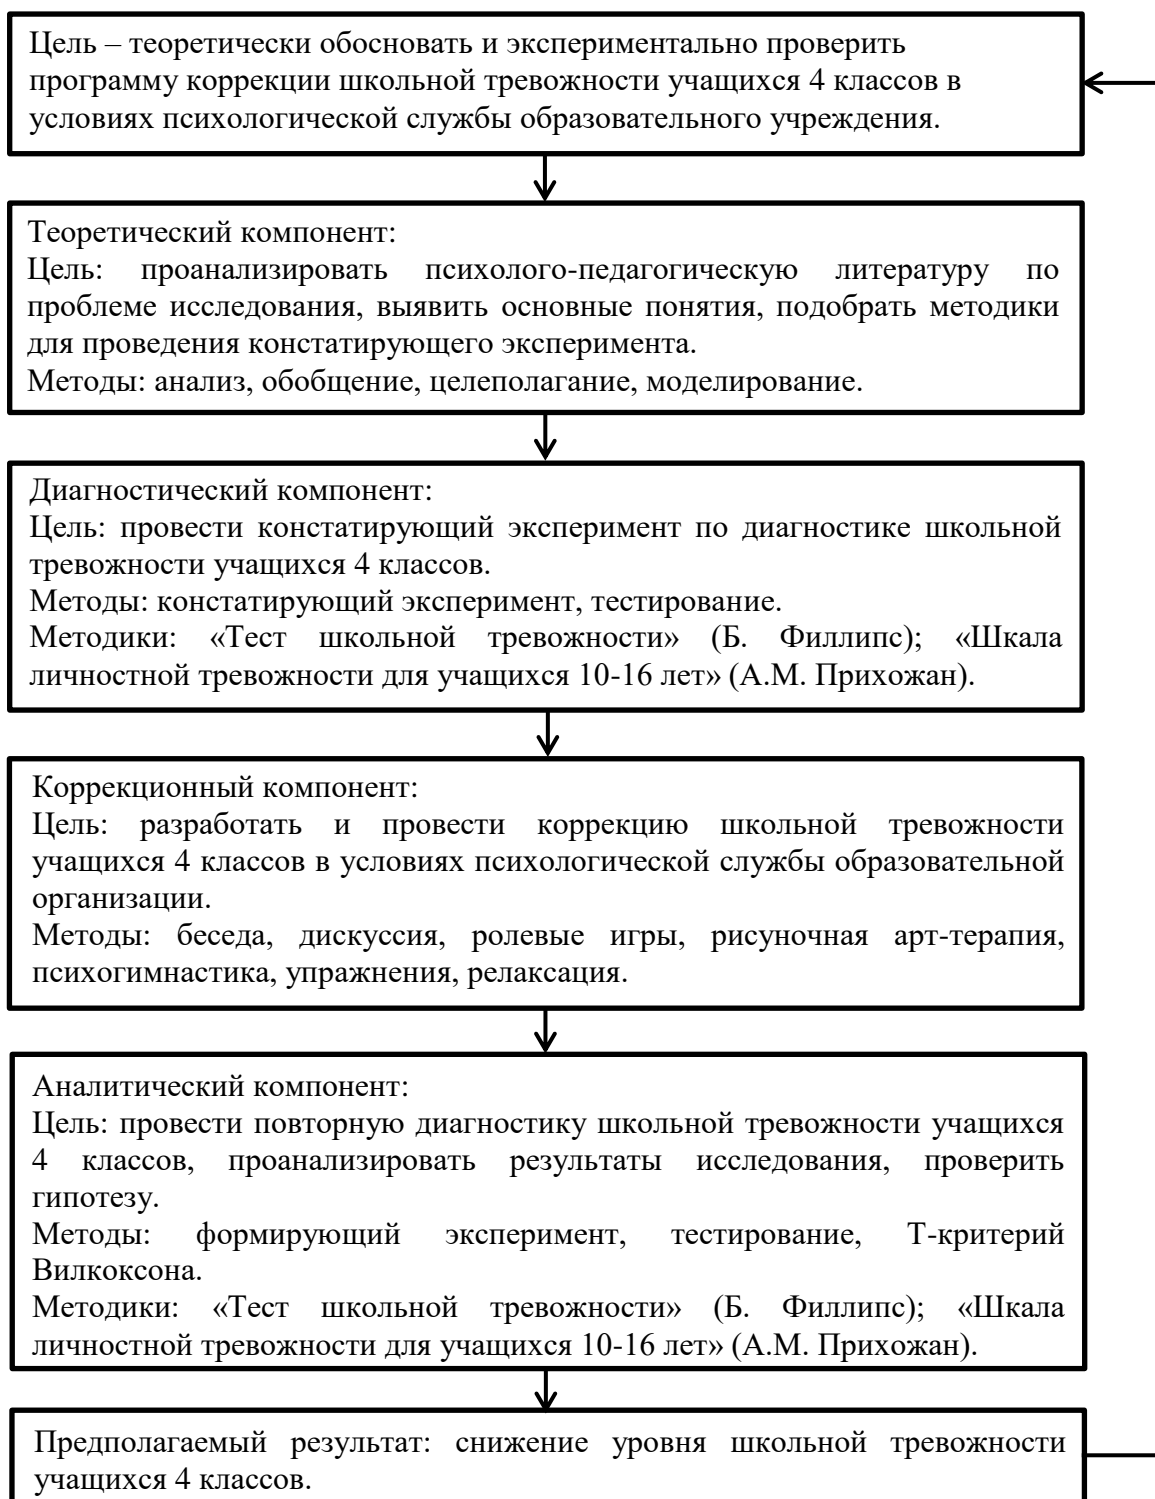 Цель – теоретически обосновать и экспериментально проверить
программу коррекции школьной тревожности учащихся 4 классов в
условиях психологической службы образовательного учреждения.
Теоретический компонент:
Цель: проанализировать психолого-педагогическую литературу по
проблеме исследования, выявить основные понятия, подобрать методики
для проведения констатирующего эксперимента.
Методы: анализ, обобщение, целеполагание, моделирование.
Диагностический компонент:
Цель: провести констатирующий эксперимент по диагностике школьной
тревожности учащихся 4 классов.
Методы: констатирующий эксперимент, тестирование.
Методики: «Тест школьной тревожности» (Б. Филлипс); «Шкала
личностной тревожности для учащихся 10-16 лет» (А.М. Прихожан).
Коррекционный компонент:
Цель: разработать и провести коррекцию школьной тревожности
учащихся 4 классов в условиях психологической службы образовательной
организации.
Методы: беседа, дискуссия, ролевые игры, рисуночная арт-терапия,
психогимнастика, упражнения, релаксация.
Аналитический компонент:
Цель: провести повторную диагностику школьной тревожности учащихся
4 классов, проанализировать результаты исследования, проверить
гипотезу.
Методы: формирующий эксперимент, тестирование, Т-критерий
Вилкоксона.
Методики: «Тест школьной тревожности» (Б. Филлипс); «Шкала
личностной тревожности для учащихся 10-16 лет» (А.М. Прихожан).
Предполагаемый результат: снижение уровня школьной тревожности
учащихся 4 классов.